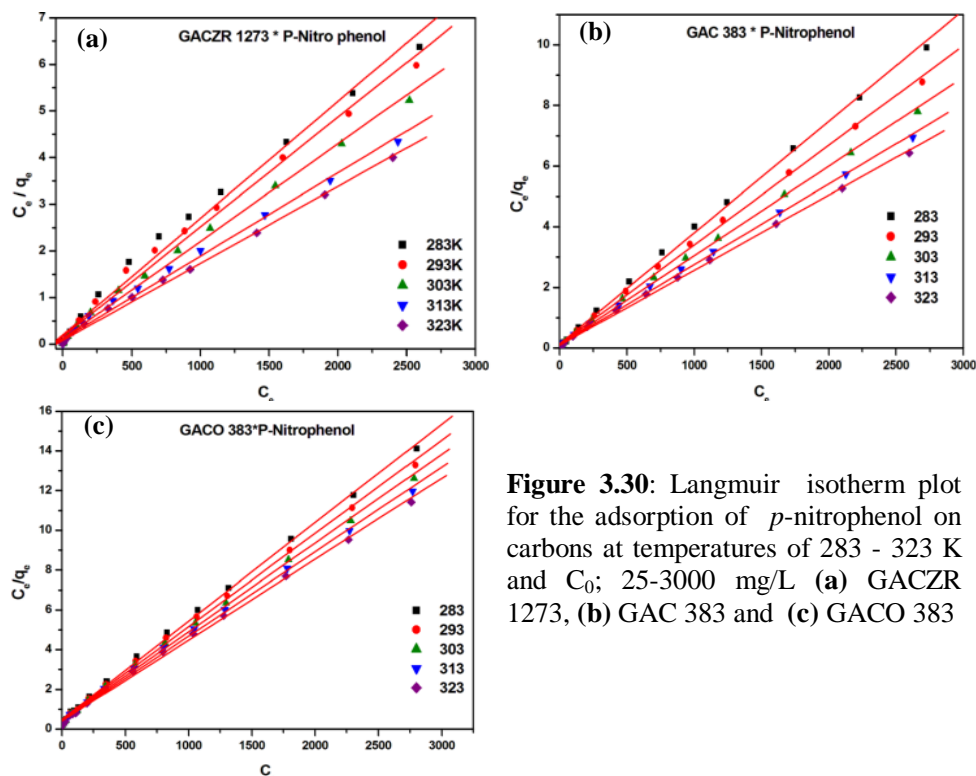 (a)
GACZR 1273 * P-Nitro phenol
7
6
5
4
3
2
1
0
C_e / q_e
0 500 1000 1500 2000 2500 3000
C_e
283K
293K
303K
313K
323K
(b)
GAC 383 * P-Nitrophenol
10
8
6
4
2
0
C_e/q_e
0 500 1000 1500 2000 2500 3000
C_e
283
293
303
313
323
(c)
GACO 383*P-Nitrophenol
16
14
12
10
8
6
4
2
0
C_e/q_e
0 500 1000 1500 2000 2500 3000
C
283
293
303
313
323
Figure 3.30: Langmuir isotherm plot
for the adsorption of p-nitrophenol on
carbons at temperatures of 283 - 323 K
and C₀; 25-3000 mg/L (a) GACZR
1273, (b) GAC 383 and (c) GACO 383